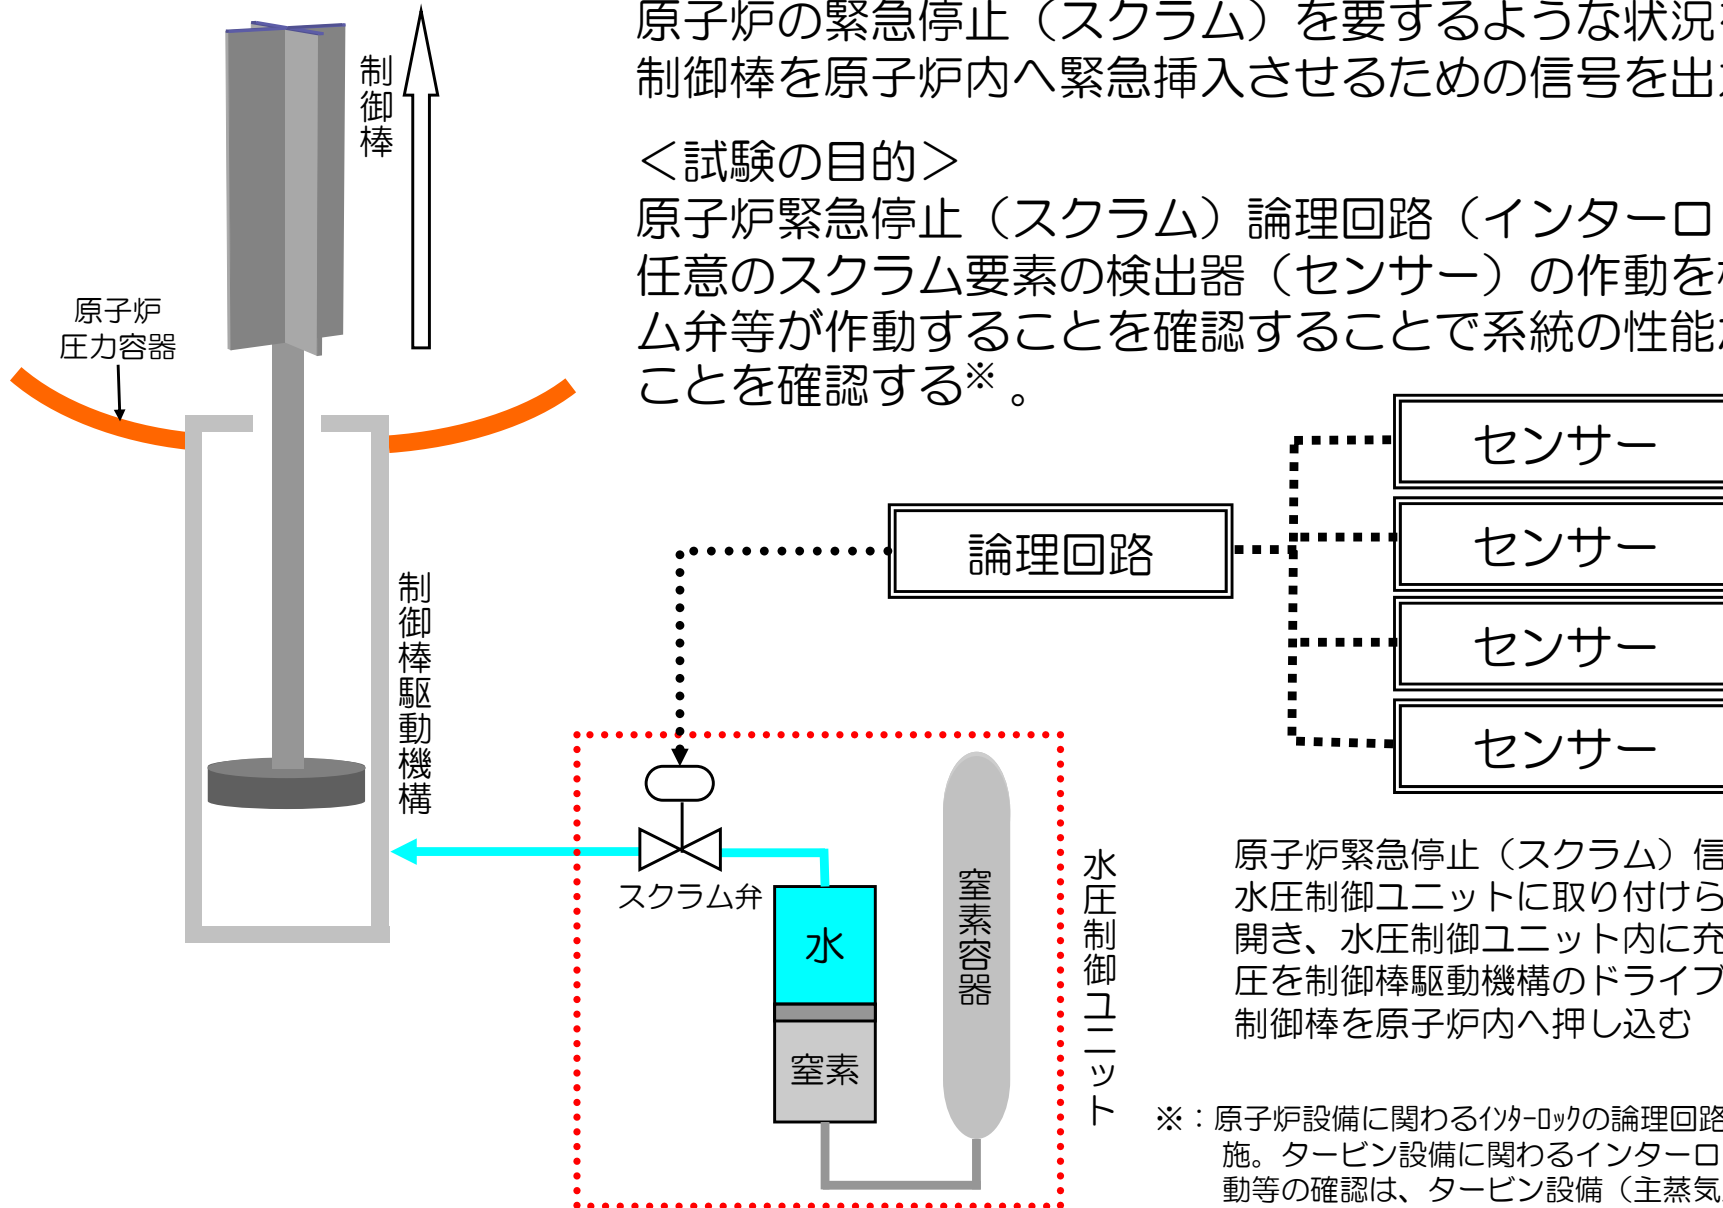 原子炉の緊急停止（スクラム）を要するような状況
制御棒を原子炉内へ緊急挿入させるための信号を出
＜試験の目的＞
原子炉緊急停止（スクラム）論理回路（インターロ
任意のスクラム要素の検出器（センサー）の作動を
ム弁等が作動することを確認することで系統の性能
ことを確認する※。
制御棒
原子炉
圧力容器
制御棒駆動機構
センサー
センサー
センサー
センサー
論理回路
スクラム弁
水
窒素
窒素容器
水圧制御ユニット
原子炉緊急停止（スクラム）信
水圧制御ユニットに取り付けら
開き、水圧制御ユニット内に充
圧を制御棒駆動機構のドライブ
制御棒を原子炉内へ押し込む
※：原子炉設備に関わるｲﾝﾀｰﾛｯｸの論理回路
施。タービン設備に関わるインターロ
動等の確認は、タービン設備（主蒸気